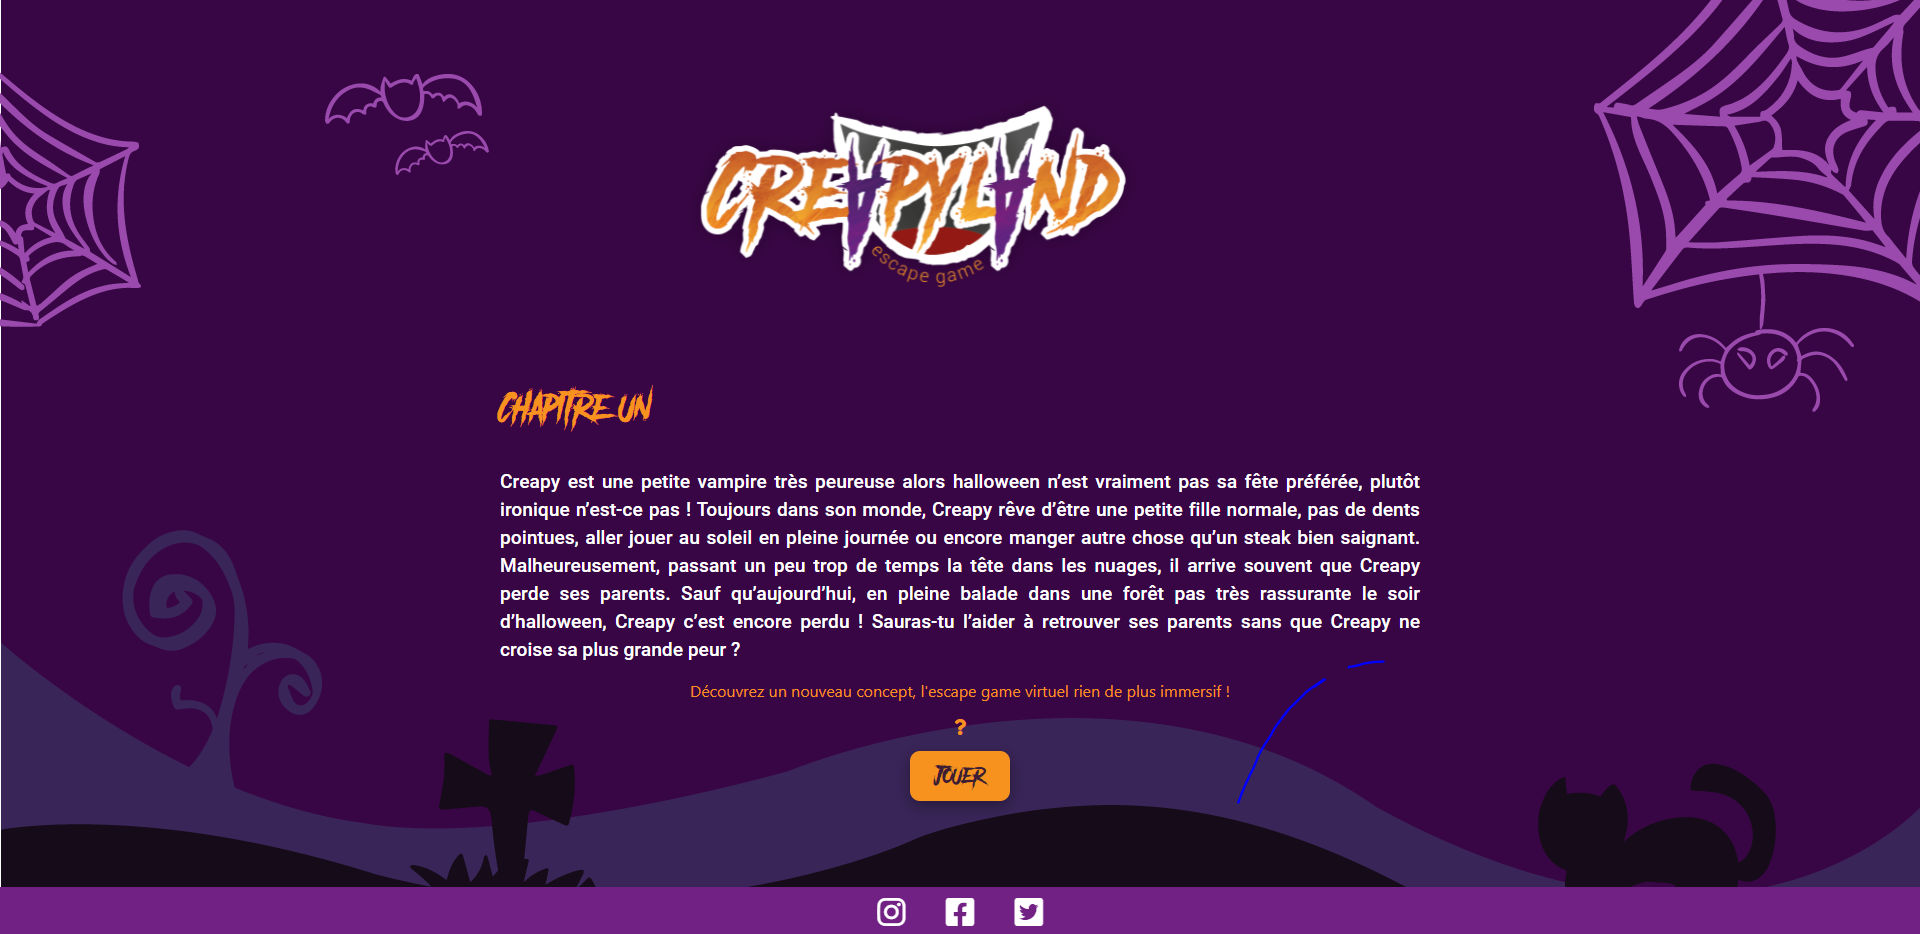 CREAPYLAND
escape game
CHAPITRE UN
Creapy est une petite vampire très peureuse alors halloween n’est vraiment pas sa fête préférée, plutôt
ironique n’est-ce pas ! Toujours dans son monde, Creapy rêve d’être une petite fille normale, pas de dents
pointues, aller jouer au soleil en pleine journée ou encore manger autre chose qu’un steak bien saignant.
Malheureusement, passant un peu trop de temps la tête dans les nuages, il arrive souvent que Creapy
perde ses parents. Sauf qu’aujourd’hui, en pleine balade dans une forêt pas très rassurante le soir
d’halloween, Creapy c’est encore perdu ! Sauras-tu l’aider à retrouver ses parents sans que Creapy ne
croise sa plus grande peur ?
Découvrez un nouveau concept, l'escape game virtuel rien de plus immersif !
?
JOUER